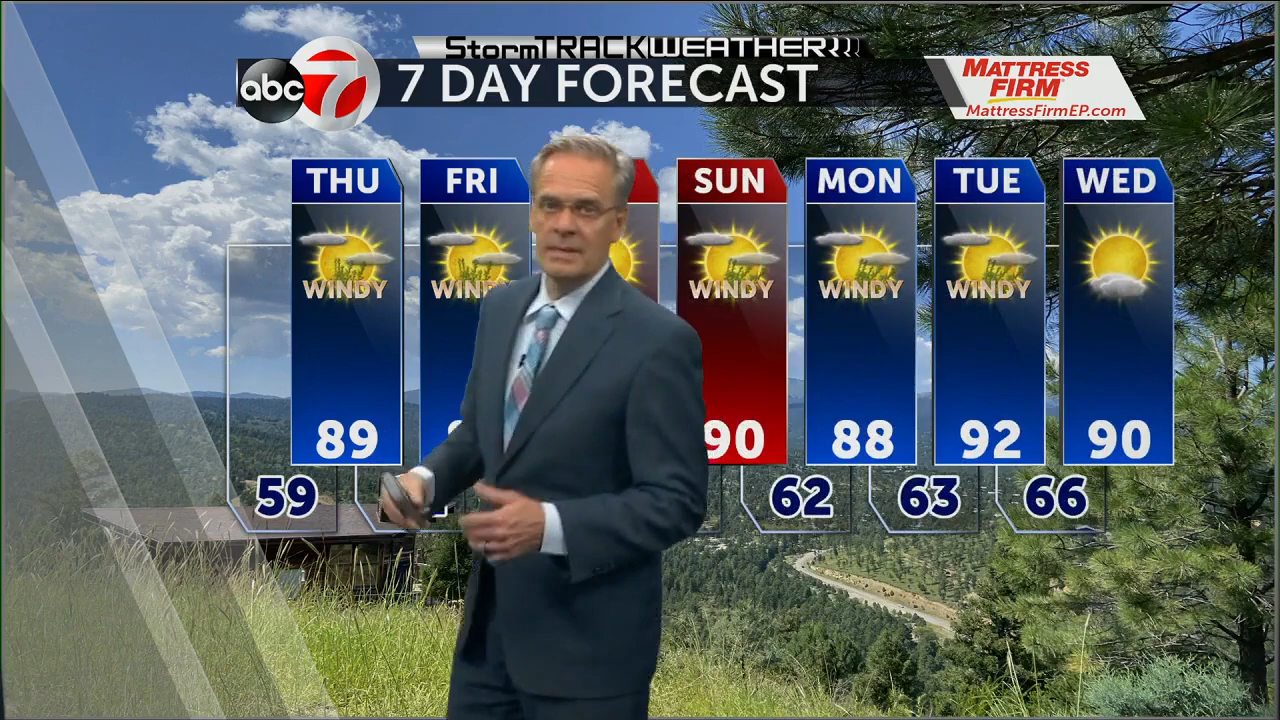 StormTRACKWEATHER
abc 7
7 DAY FORECAST
MATTRESS
FIRM
MattressFirmEP.com
THU FRI SUN MON TUE WED
WINDY WINDY WINDY WINDY
89 90 88 92 90
59 62 63 66